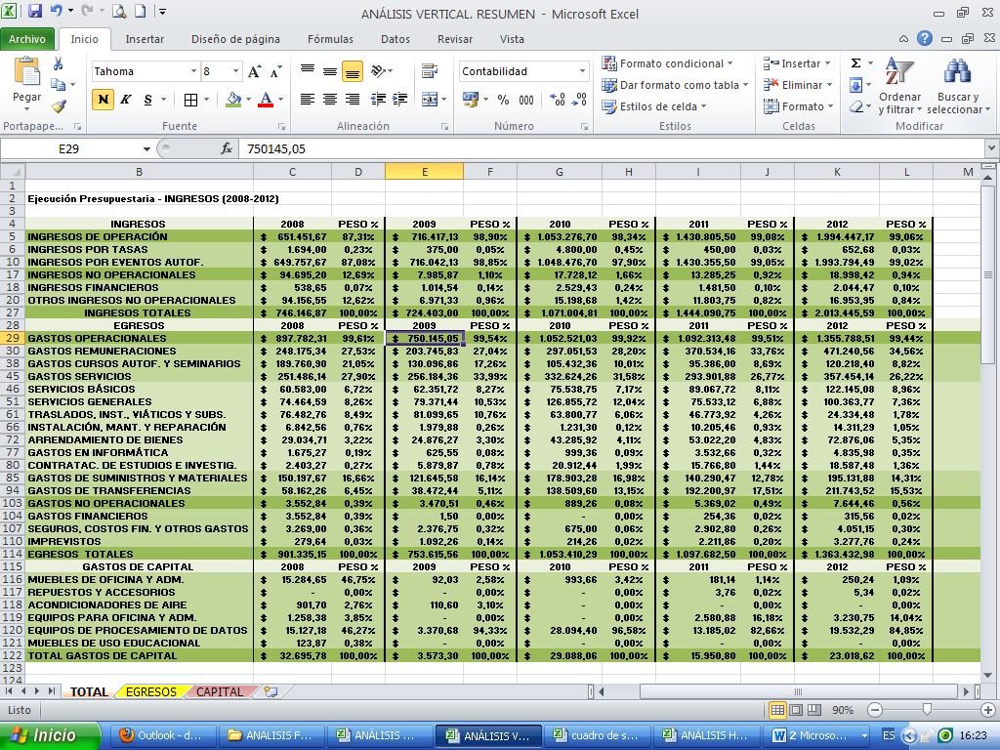 ANÁLISIS VERTICAL. RESUMEN - Microsoft Excel
Archivo Inicio Insertar Diseño de página Fórmulas Datos Revisar Vista
Pegar Tahoma 8 Contabilidad Formato condicional Dar formato como tabla Estilos de celda Insertar Eliminar Formato Ordenar y filtrar Buscar y seleccionar
N K S % 000
Portapape... Fuente Alineación Número Estilos Celdas Modificar
E29 fx 750145,05
B C D E F G H I J K L M
1
2 Ejecución Presupuestaria - INGRESOS (2008-2012)
3
4 INGRESOS 2008 PESO % 2009 PESO % 2010 PESO % 2011 PESO % 2012 PESO %
5 INGRESOS DE OPERACIÓN $ 651.451,67 87,31% $ 716.417,13 98,90% $ 1.053.276,70 98,34% $ 1.430.805,50 99,08% $ 1.994.447,17 99,06%
6 INGRESOS POR TASAS $ 1.694,00 0,23% $ 375,00 0,05% $ 4.800,00 0,45% $ 450,00 0,03% $ 652,68 0,03%
10 INGRESOS POR EVENTOS AUTOF. $ 649.757,67 87,08% $ 716.042,13 98,85% $ 1.048.476,70 97,90% $ 1.430.355,50 99,05% $ 1.993.794,49 99,02%
17 INGRESOS NO OPERACIONALES $ 94.695,20 12,69% $ 7.985,87 1,10% $ 17.728,12 1,66% $ 13.285,25 0,92% $ 18.998,42 0,94%
18 INGRESOS FINANCIEROS $ 538,65 0,07% $ 1.014,54 0,14% $ 2.529,43 0,24% $ 1.481,50 0,10% $ 2.044,47 0,10%
20 OTROS INGRESOS NO OPERACIONALES $ 94.156,55 12,62% $ 6.971,33 0,96% $ 15.198,68 1,42% $ 11.803,75 0,82% $ 16.953,95 0,84%
27 INGRESOS TOTALES $ 746.146,87 100,00% $ 724.403,00 100,00% $ 1.071.004,81 100,00% $ 1.444.090,75 100,00% $ 2.013.445,59 100,00%
28 EGRESOS 2008 PESO % 2009 PESO % 2010 PESO % 2011 PESO % 2012 PESO %
29 GASTOS OPERACIONALES $ 897.782,31 99,61% $ 750.145,05 99,54% $ 1.052.521,03 99,92% $ 1.092.313,48 99,51% $ 1.355.788,51 99,44%
30 GASTOS REMUNERACIONES $ 248.175,34 27,53% $ 203.745,83 27,04% $ 297.051,53 28,20% $ 370.534,16 33,76% $ 471.240,56 34,56%
38 GASTOS CURSOS AUTOF. Y SEMINARIOS $ 189.760,90 21,05% $ 130.096,86 17,26% $ 105.432,36 10,01% $ 95.386,00 8,69% $ 120.218,40 8,82%
45 GASTOS SERVICIOS $ 251.486,14 27,90% $ 256.184,36 33,99% $ 332.624,26 31,58% $ 293.901,88 26,77% $ 357.454,14 26,22%
46 SERVICIOS BÁSICOS $ 60.583,00 6,72% $ 62.351,72 8,27% $ 75.538,75 7,17% $ 89.067,72 8,11% $ 122.145,08 8,96%
51 SERVICIOS GENERALES $ 74.464,59 8,26% $ 79.371,44 10,53% $ 126.855,72 12,04% $ 75.533,12 6,88% $ 100.363,77 7,36%
61 TRASLADOS, INST., VIÁTICOS Y SUBS. $ 76.482,76 8,49% $ 81.099,65 10,76% $ 63.800,77 6,06% $ 46.773,92 4,26% $ 24.334,48 1,78%
66 INSTALACIÓN, MANT. Y REPARACIÓN $ 6.842,56 0,76% $ 1.979,88 0,26% $ 1.231,30 0,12% $ 10.205,46 0,93% $ 14.311,29 1,05%
72 ARRENDAMIENTO DE BIENES $ 29.034,71 3,22% $ 24.876,27 3,30% $ 43.285,92 4,11% $ 53.022,20 4,83% $ 72.876,06 5,35%
77 GASTOS EN INFORMÁTICA $ 1.675,27 0,19% $ 625,55 0,08% $ 999,36 0,09% $ 3.532,66 0,32% $ 4.835,98 0,35%
80 CONTRATAC. DE ESTUDIOS E INVESTIG. $ 2.403,27 0,27% $ 5.879,87 0,78% $ 20.912,44 1,99% $ 15.766,80 1,44% $ 18.587,48 1,36%
85 GASTOS DE SUMINISTROS Y MATERIALES $ 150.197,67 16,66% $ 121.645,58 16,14% $ 178.903,28 16,98% $ 140.290,47 12,78% $ 195.131,88 14,31%
94 GASTOS DE TRANSFERENCIAS $ 58.162,26 6,45% $ 38.472,44 5,11% $ 138.509,60 13,15% $ 192.200,97 17,51% $ 211.743,52 15,53%
103 GASTOS NO OPERACIONALES $ 3.552,84 0,39% $ 3.470,51 0,46% $ 889,26 0,08% $ 5.369,02 0,49% $ 7.644,46 0,56%
104 GASTOS FINANCIEROS $ 3.552,84 0,39% $ 1,50 0,00% $ - 0,00% $ 254,36 0,02% $ 315,56 0,02%
107 SEGUROS, COSTOS FIN. Y OTROS GASTOS $ 3.269,00 0,36% $ 2.376,75 0,32% $ 675,00 0,06% $ 2.902,80 0,26% $ 4.051,15 0,30%
110 IMPREVISTOS $ 279,64 0,03% $ 1.092,26 0,14% $ 214,26 0,02% $ 2.211,86 0,20% $ 3.277,76 0,24%
114 EGRESOS TOTALES $ 901.335,15 100,00% $ 753.615,56 100,00% $ 1.053.410,29 100,00% $ 1.097.682,50 100,00% $ 1.363.432,98 100,00%
115 GASTOS DE CAPITAL 2008 PESO % 2009 PESO % 2010 PESO % 2011 PESO % 2012 PESO %
116 MUEBLES DE OFICINA Y ADM. $ 15.284,65 46,75% $ 92,03 2,58% $ 993,66 3,42% $ 181,14 1,14% $ 250,24 1,09%
117 REPUESTOS Y ACCESORIOS $ - 0,00% $ - 0,00% $ - 0,00% $ 3,76 0,02% $ 5,34 0,02%
118 ACONDICIONADORES DE AIRE $ 901,70 2,76% $ 110,60 3,10% $ - 0,00% $ - 0,00% $ - 0,00%
119 EQUIPOS PARA OFICINA Y ADM. $ 1.258,38 3,85% $ - 0,00% $ - 0,00% $ 2.580,88 16,18% $ 3.230,75 14,04%
120 EQUIPOS DE PROCESAMIENTO DE DATOS $ 15.127,18 46,27% $ 3.370,68 94,33% $ 28.094,40 96,58% $ 13.185,02 82,66% $ 19.532,29 84,85%
121 MUEBLES DE USO EDUCACIONAL $ 123,87 0,38% $ - 0,00% $ - 0,00% $ - 0,00% $ - 0,00%
122 TOTAL GASTOS DE CAPITAL $ 32.695,78 100,00% $ 3.573,30 100,00% $ 29.088,06 100,00% $ 15.950,80 100,00% $ 23.018,62 100,00%
123
124
TOTAL EGRESOS CAPITAL
Listo 90%
Inicio Outlook - d... ANALISIS F... ANÁLISIS ... ANÁLISIS V... cuadro de s... ANÁLISIS H... 2 Microso... ES 16:23